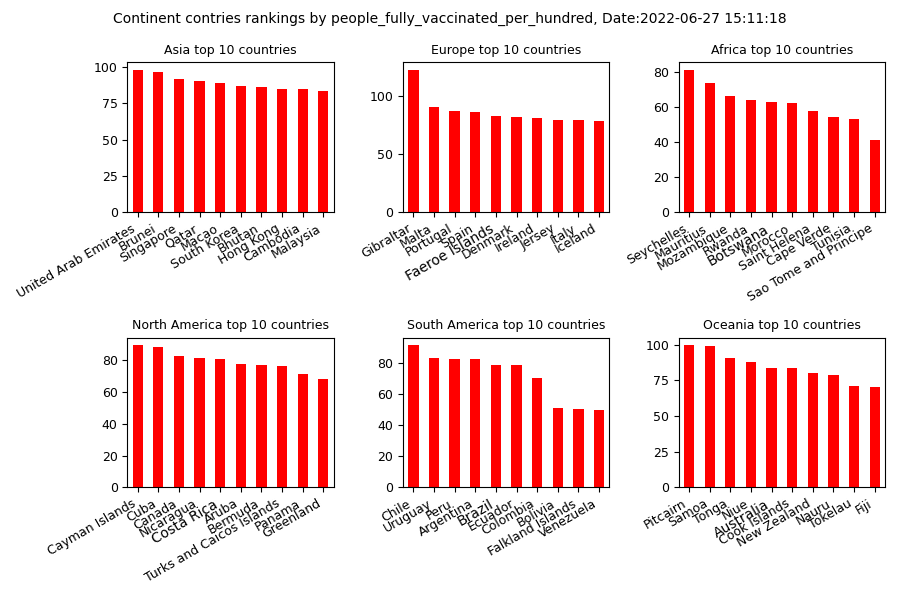 Continent contries rankings by people_fully_vaccinated_per_hundred, Date:2022-06-27 15:11:18
Asia top 10 countries
100
75
50
25
0
United Arab Emirates
Brunei
Singapore
Qatar
Macao
South Korea
Bhutan
Hong Kong
Cambodia
Malaysia
Europe top 10 countries
100
50
0
Gibraltar
Malta
Portugal
Spain
Faeroe Islands
Denmark
Ireland
Jersey
Italy
Iceland
Africa top 10 countries
80
60
40
20
0
Seychelles
Mauritius
Mozambique
Rwanda
Botswana
Morocco
Saint Helena
Cape Verde
Tunisia
Sao Tome and Principe
North America top 10 countries
80
60
40
20
0
Cayman Islands
Cuba
Canada
Nicaragua
Costa Rica
Aruba
Bermuda
Turks and Caicos Islands
Panama
Greenland
South America top 10 countries
80
60
40
20
0
Chile
Uruguay
Peru
Argentina
Brazil
Ecuador
Colombia
Bolivia
Falkland Islands
Venezuela
Oceania top 10 countries
100
75
50
25
0
Pitcairn
Samoa
Tonga
Niue
Australia
Cook Islands
New Zealand
Nauru
Tokelau
Fiji